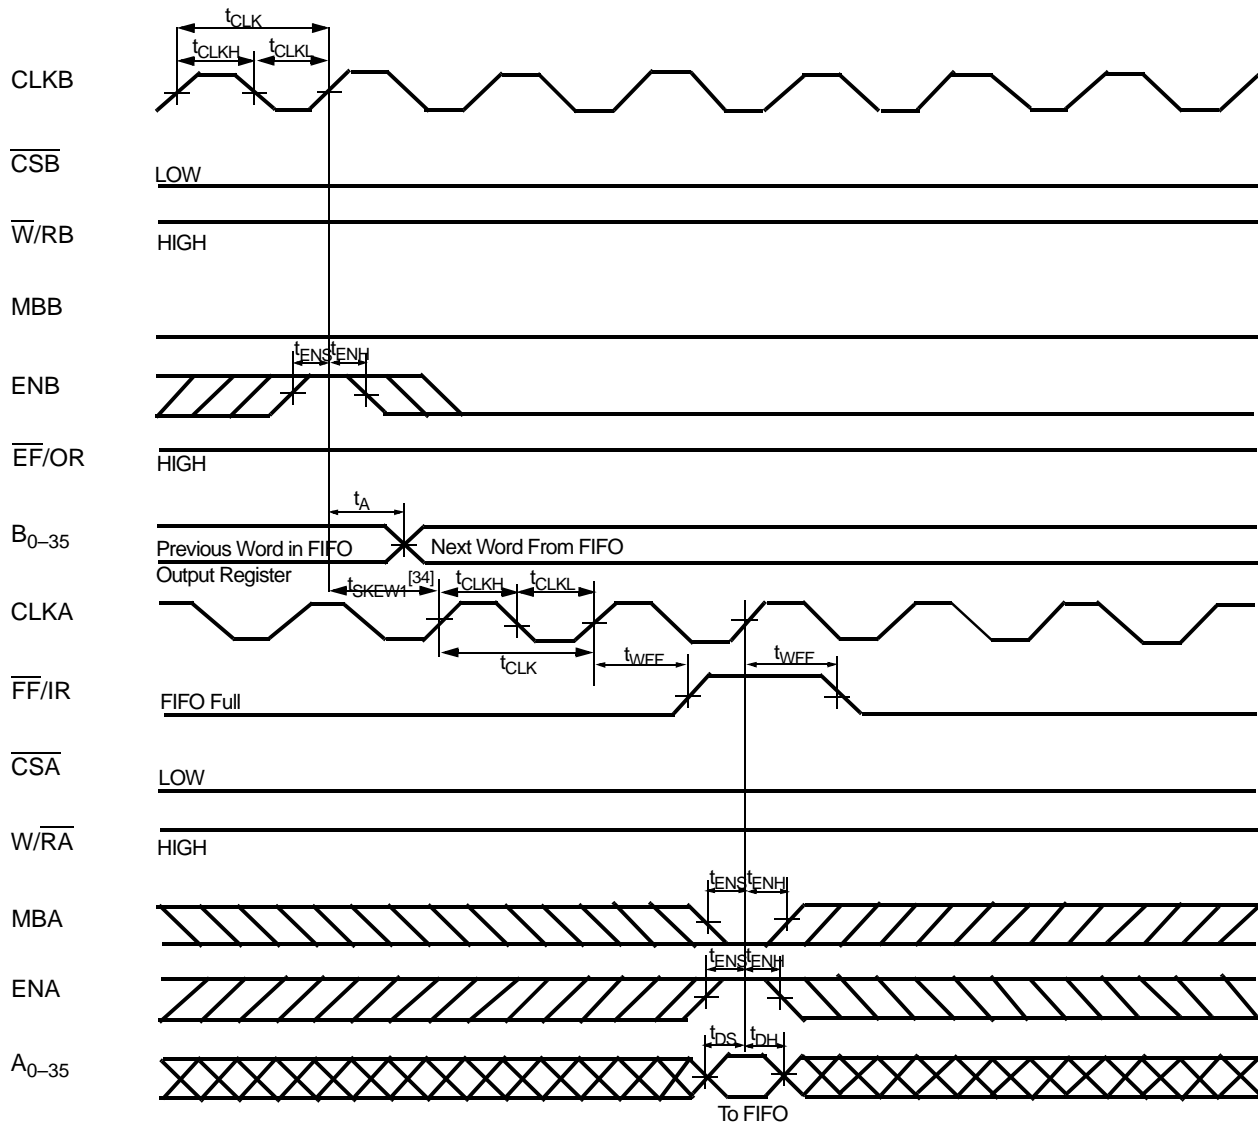 tCLK
tCLKH tCLKL
CLKB
CSB
LOW
W/RB
HIGH
MBB
tENS tENH
ENB
EF/OR
HIGH
tA
B0–35
Previous Word in FIFO Next Word From FIFO
Output Register
tSKEW1[34] tCLKH tCLKL
CLKA
tCLK tWFF tWFF
FF/IR
FIFO Full
CSA
LOW
W/RA
HIGH
tENS tENH
MBA
tENS tENH
ENA
tDS tDH
A0–35
To FIFO